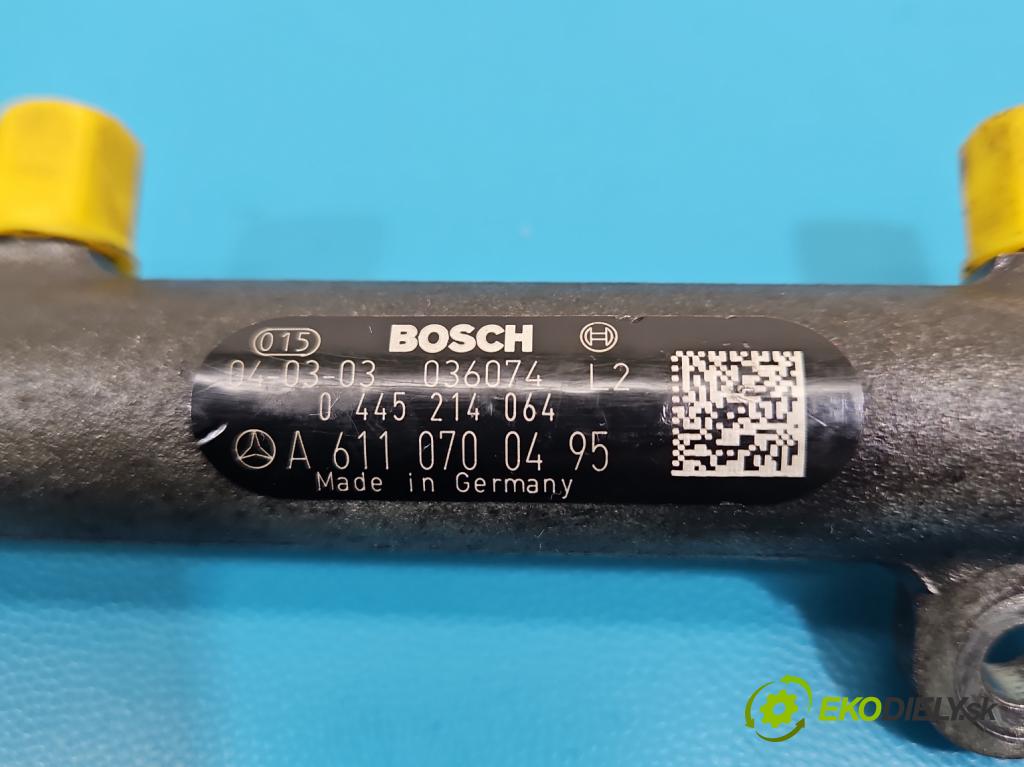 015 BOSCH
04-03-03 036074 L2
0 445 214 064
A 611 070 04 95
Made in Germany
EKODIELY.sk